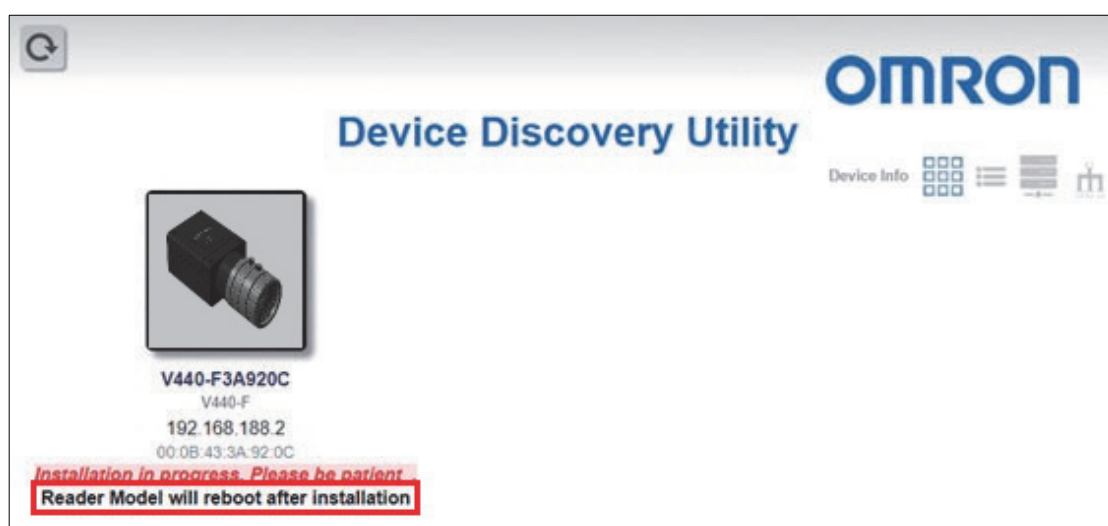 OMRON
Device Discovery Utility
Device Info
V440-F3A920C
V440-F
192.168.188.2
00:0B:43:3A:92:0C
Installation in progress. Please be patient .
Reader Model will reboot after installation